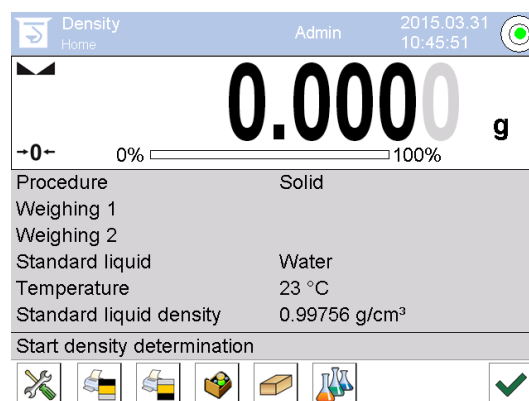 Density
Home
Admin
2015.03.31
10:45:51
0.0000 g
→0←
0% 100%
Procedure Solid
Weighing 1
Weighing 2
Standard liquid Water
Temperature 23 °C
Standard liquid density 0.99756 g/cm³
Start density determination